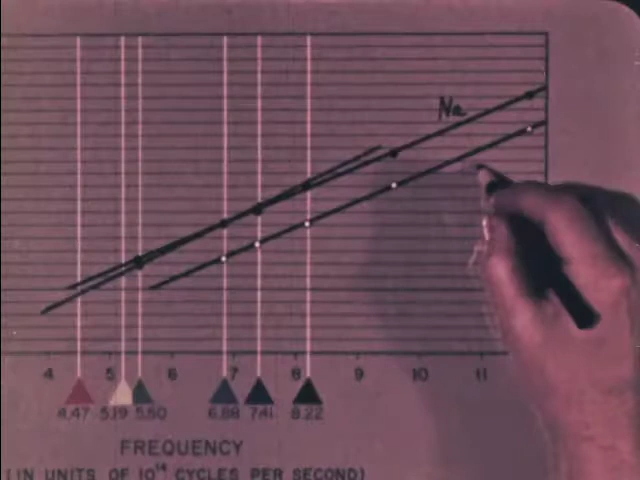 Na
4 5 6 7 8 9 10 11
4.47 5.19 5.50 6.88 7.41 8.22
FREQUENCY
(IN UNITS OF 10¹⁴ CYCLES PER SECOND)